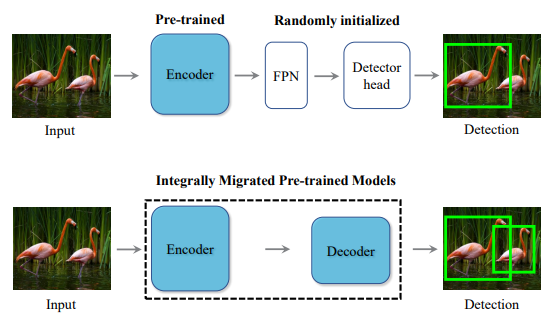 Pre-trained Randomly initialized
Encoder
FPN
Detector
head
Input
Detection
Integrally Migrated Pre-trained Models
Encoder
Decoder
Input
Detection